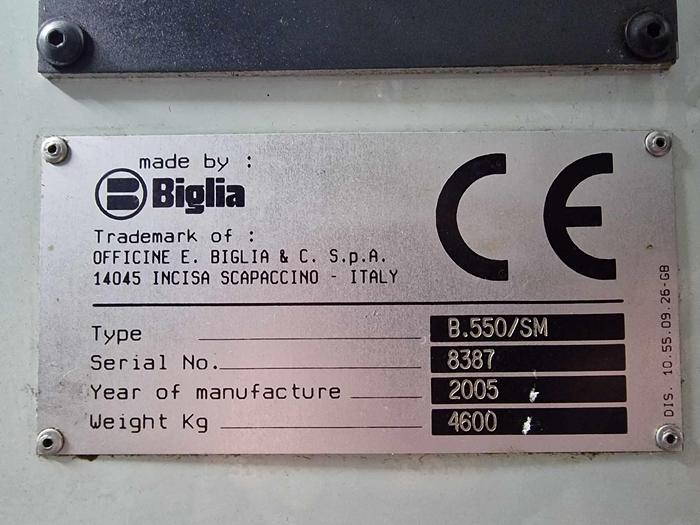 made by :
Biglia
CE
Trademark of :
OFFICINE E. BIGLIA & C. S.p.A.
14045 INCISA SCAPACCINO - ITALY
Type B.550/SM
Serial No. 8387
Year of manufacture 2005
Weight Kg 4600
DIS. 10.55.09.26-GB